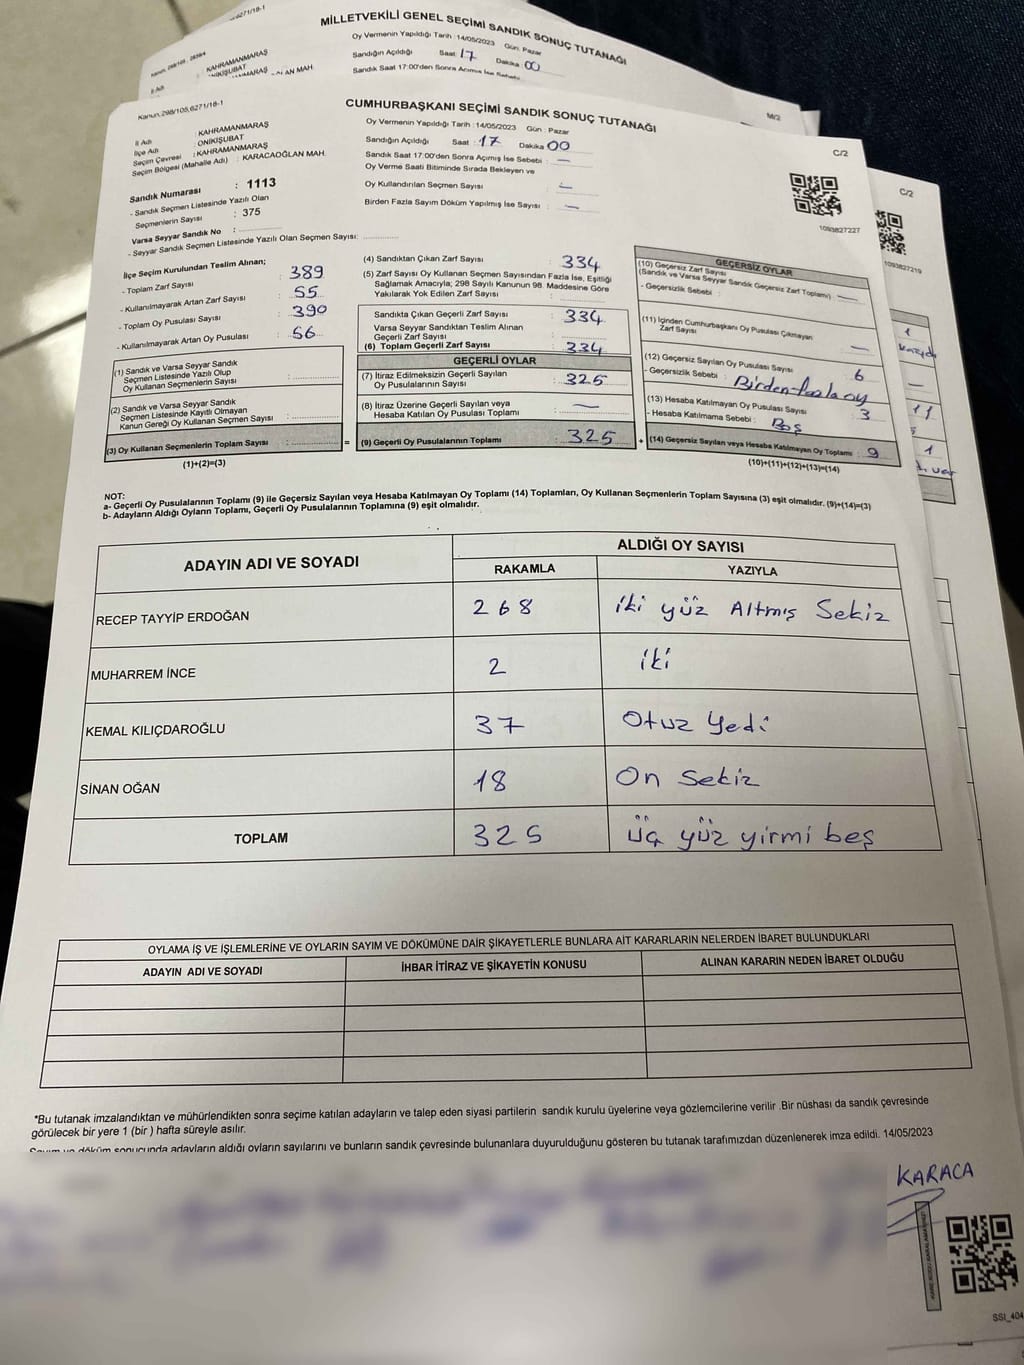 6271/18-1
MİLLETVEKİLİ GENEL SEÇİMİ SANDIK SONUÇ TUTANAĞI
Oy Vermenin Yapıldığı Tarih : 14/05/2023 Gün: Pazar
Sandığın Açıldığı Saat 17 Dakika 00
Sandık Saat 17:00'den Sonra Açılmış İse Sebebi
KAHRAMANMARAŞ
ONİKİŞUBAT
İl Adı
M/2
Kanun.298/105,6271/18-1
CUMHURBAŞKANI SEÇİMİ SANDIK SONUÇ TUTANAĞI
C/2
İl Adı : KAHRAMANMARAŞ
İlçe Adı : ONİKİŞUBAT
Seçim Çevresi : KAHRAMANMARAŞ
Seçim Bölgesi (Mahalle Adı) : KARACAOĞLAN MAH.
Sandık Numarası : 1113
- Sandık Seçmen Listesinde Yazılı Olan
Seçmenlerin Sayısı : 375
Varsa Seyyar Sandık No :
- Seyyar Sandık Seçmen Listesinde Yazılı Olan Seçmen Sayısı:
Oy Vermenin Yapıldığı Tarih : 14/05/2023 Gün : Pazar
Sandığın Açıldığı Saat : 17 Dakika 00
Sandık Saat 17:00'den Sonra Açımış İse Sebebi : —
Oy Verme Saati Bitiminde Sırada Bekleyen ve
Oy Kullandırılan Seçmen Sayısı : —
Birden Fazla Sayım Döküm Yapılmış İse Sayısı : —
1093827227
C/2
1093827219
İlçe Seçim Kurulundan Teslim Alınan;
- Toplam Zarf Sayısı : 389
- Kullanılmayarak Artan Zarf Sayısı : 55
- Toplam Oy Pusulası Sayısı : 390
- Kullanılmayarak Artan Oy Pusulası : 56
(1) Sandık ve Varsa Seyyar Sandık
Seçmen Listesinde Yazılı Olup
Oy Kullanan Seçmenlerin Sayısı :
(2) Sandık ve Varsa Seyyar Sandık
Seçmen Listesinde Kayıtlı Olmayan
Kanun Gereği Oy Kullanan Seçmen Sayısı :
(3) Oy Kullanan Seçmenlerin Toplam Sayısı : =
(1)+(2)=(3)
(4) Sandıktan Çıkan Zarf Sayısı : 334
(5) Zarf Sayısı Oy Kullanan Seçmen Sayısından Fazla İse, Eşitliği
Sağlamak Amacıyla; 298 Sayılı Kanunun 98. Maddesine Göre
Yakılarak Yok Edilen Zarf Sayısı :
Sandıkta Çıkan Geçerli Zarf Sayısı : 334
Varsa Seyyar Sandıktan Teslim Alınan
Geçerli Zarf Sayısı :
(6) Toplam Geçerli Zarf Sayısı : 334
GEÇERLİ OYLAR
(7) İtiraz Edilmeksizin Geçerli Sayılan
Oy Pusulalarının Sayısı : 325
(8) İtiraz Üzerine Geçerli Sayılan veya
Hesaba Katılan Oy Pusulası Toplamı : —
(9) Geçerli Oy Pusulalarının Toplamı : 325 +
GEÇERSİZ OYLAR
(10) Geçersiz Zarf Sayısı
(Sandık ve Varsa Seyyar Sandık Geçersiz Zarf Toplamı) : —
- Geçersizlik Sebebi :
(11) İçinden Cumhurbaşkanı Oy Pusulası Çıkmayan
Zarf Sayısı : —
(12) Geçersiz Sayılan Oy Pusulası Sayısı : 6
- Geçersizlik Sebebi : Birden fazla oy
(13) Hesaba Katılmayan Oy Pusulası Sayısı : 3
- Hesaba Katılmama Sebebi : Boş
(14) Geçersiz Sayılan veya Hesaba Katılmayan Oy Toplamı : 9
(10)+(11)+(12)+(13)=(14)
NOT:
a- Geçerli Oy Pusulalarının Toplamı (9) ile Geçersiz Sayılan veya Hesaba Katılmayan Oy Toplamı (14) Toplamları, Oy Kullanan Seçmenlerin Toplam Sayısına (3) eşit olmalıdır. (9)+(14)=(3)
b- Adayların Aldığı Oyların Toplamı, Geçerli Oy Pusulalarının Toplamına (9) eşit olmalıdır.
ADAYIN ADI VE SOYADI ALDIĞI OY SAYISI
RAKAMLA YAZIYLA
RECEP TAYYİP ERDOĞAN 268 iki yüz Altmış Sekiz
MUHARREM İNCE 2 iki
KEMAL KILIÇDAROĞLU 37 Otuz Yedi
SİNAN OĞAN 18 On Sekiz
TOPLAM 325 üç yüz yirmi beş
OYLAMA İŞ VE İŞLEMLERİNE VE OYLARIN SAYIM VE DÖKÜMÜNE DAİR ŞİKAYETLERLE BUNLARA AİT KARARLARIN NELERDEN İBARET BULUNDUKLARI
ADAYIN ADI VE SOYADI İHBAR İTİRAZ VE ŞİKAYETİN KONUSU ALINAN KARARIN NEDEN İBARET OLDUĞU
*Bu tutanak imzalandıktan ve mühürlendikten sonra seçime katılan adayların ve talep eden siyasi partilerin sandık kurulu üyelerine veya gözlemcilerine verilir .Bir nüshası da sandık çevresinde
görülecek bir yere 1 (bir ) hafta süreyle asılır.
Sayım ve döküm sonucunda adayların aldığı oyların sayılarını ve bunların sandık çevresinde bulunanlara duyurulduğunu gösteren bu tutanak tarafımızdan düzenlenerek imza edildi. 14/05/2023
KARACA
SSI_404